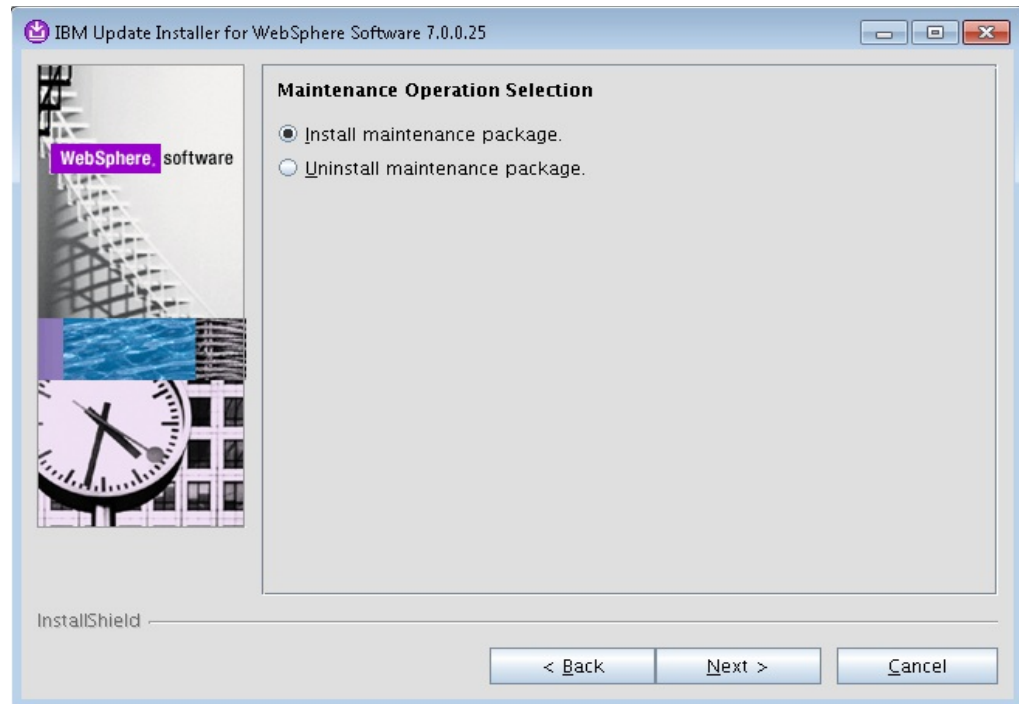 IBM Update Installer for WebSphere Software 7.0.0.25
Maintenance Operation Selection
Install maintenance package.
Uninstall maintenance package.
WebSphere. software
InstallShield
< Back
Next >
Cancel